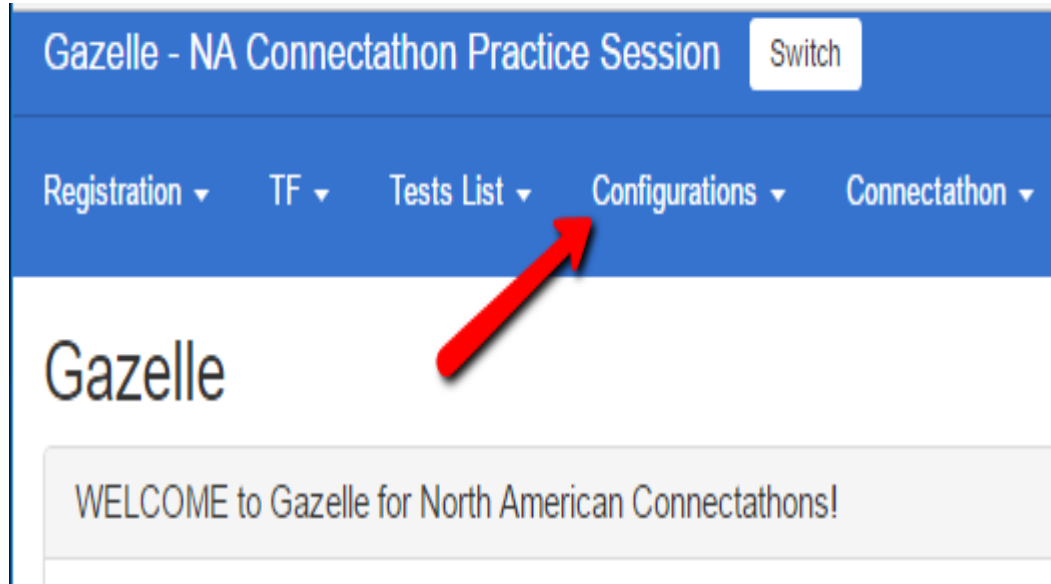 Gazelle - NA Connectathon Practice Session Switch
Registration TF Tests List Configurations Connectathon
Gazelle
WELCOME to Gazelle for North American Connectathons!